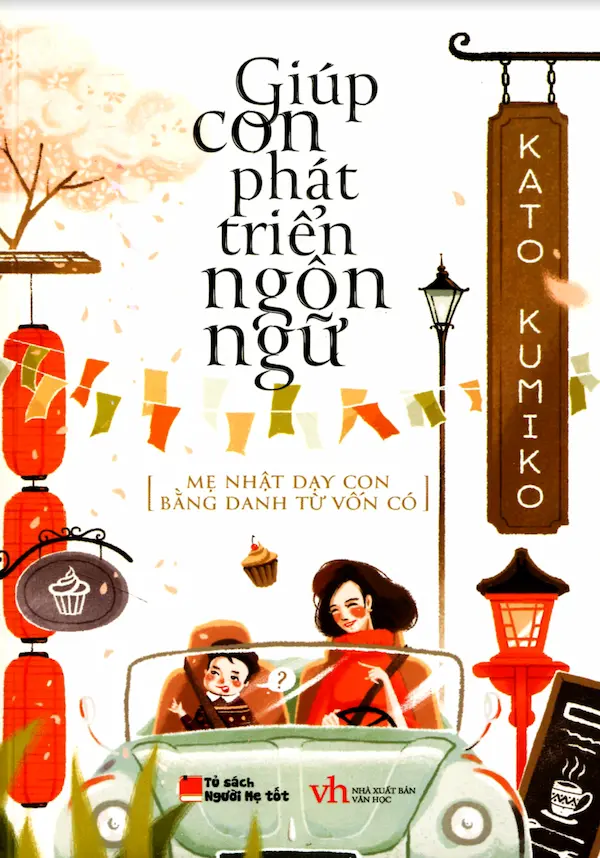 Giúp
con
phát
triển
ngôn
ngữ
KATO KUMIKO
[MẸ NHẬT DẠY CON
BẰNG DANH TỪ VỐN CÓ]
?
Tủ sách
Người Mẹ tốt
vh
NHÀ XUẤT BẢN
VĂN HỌC